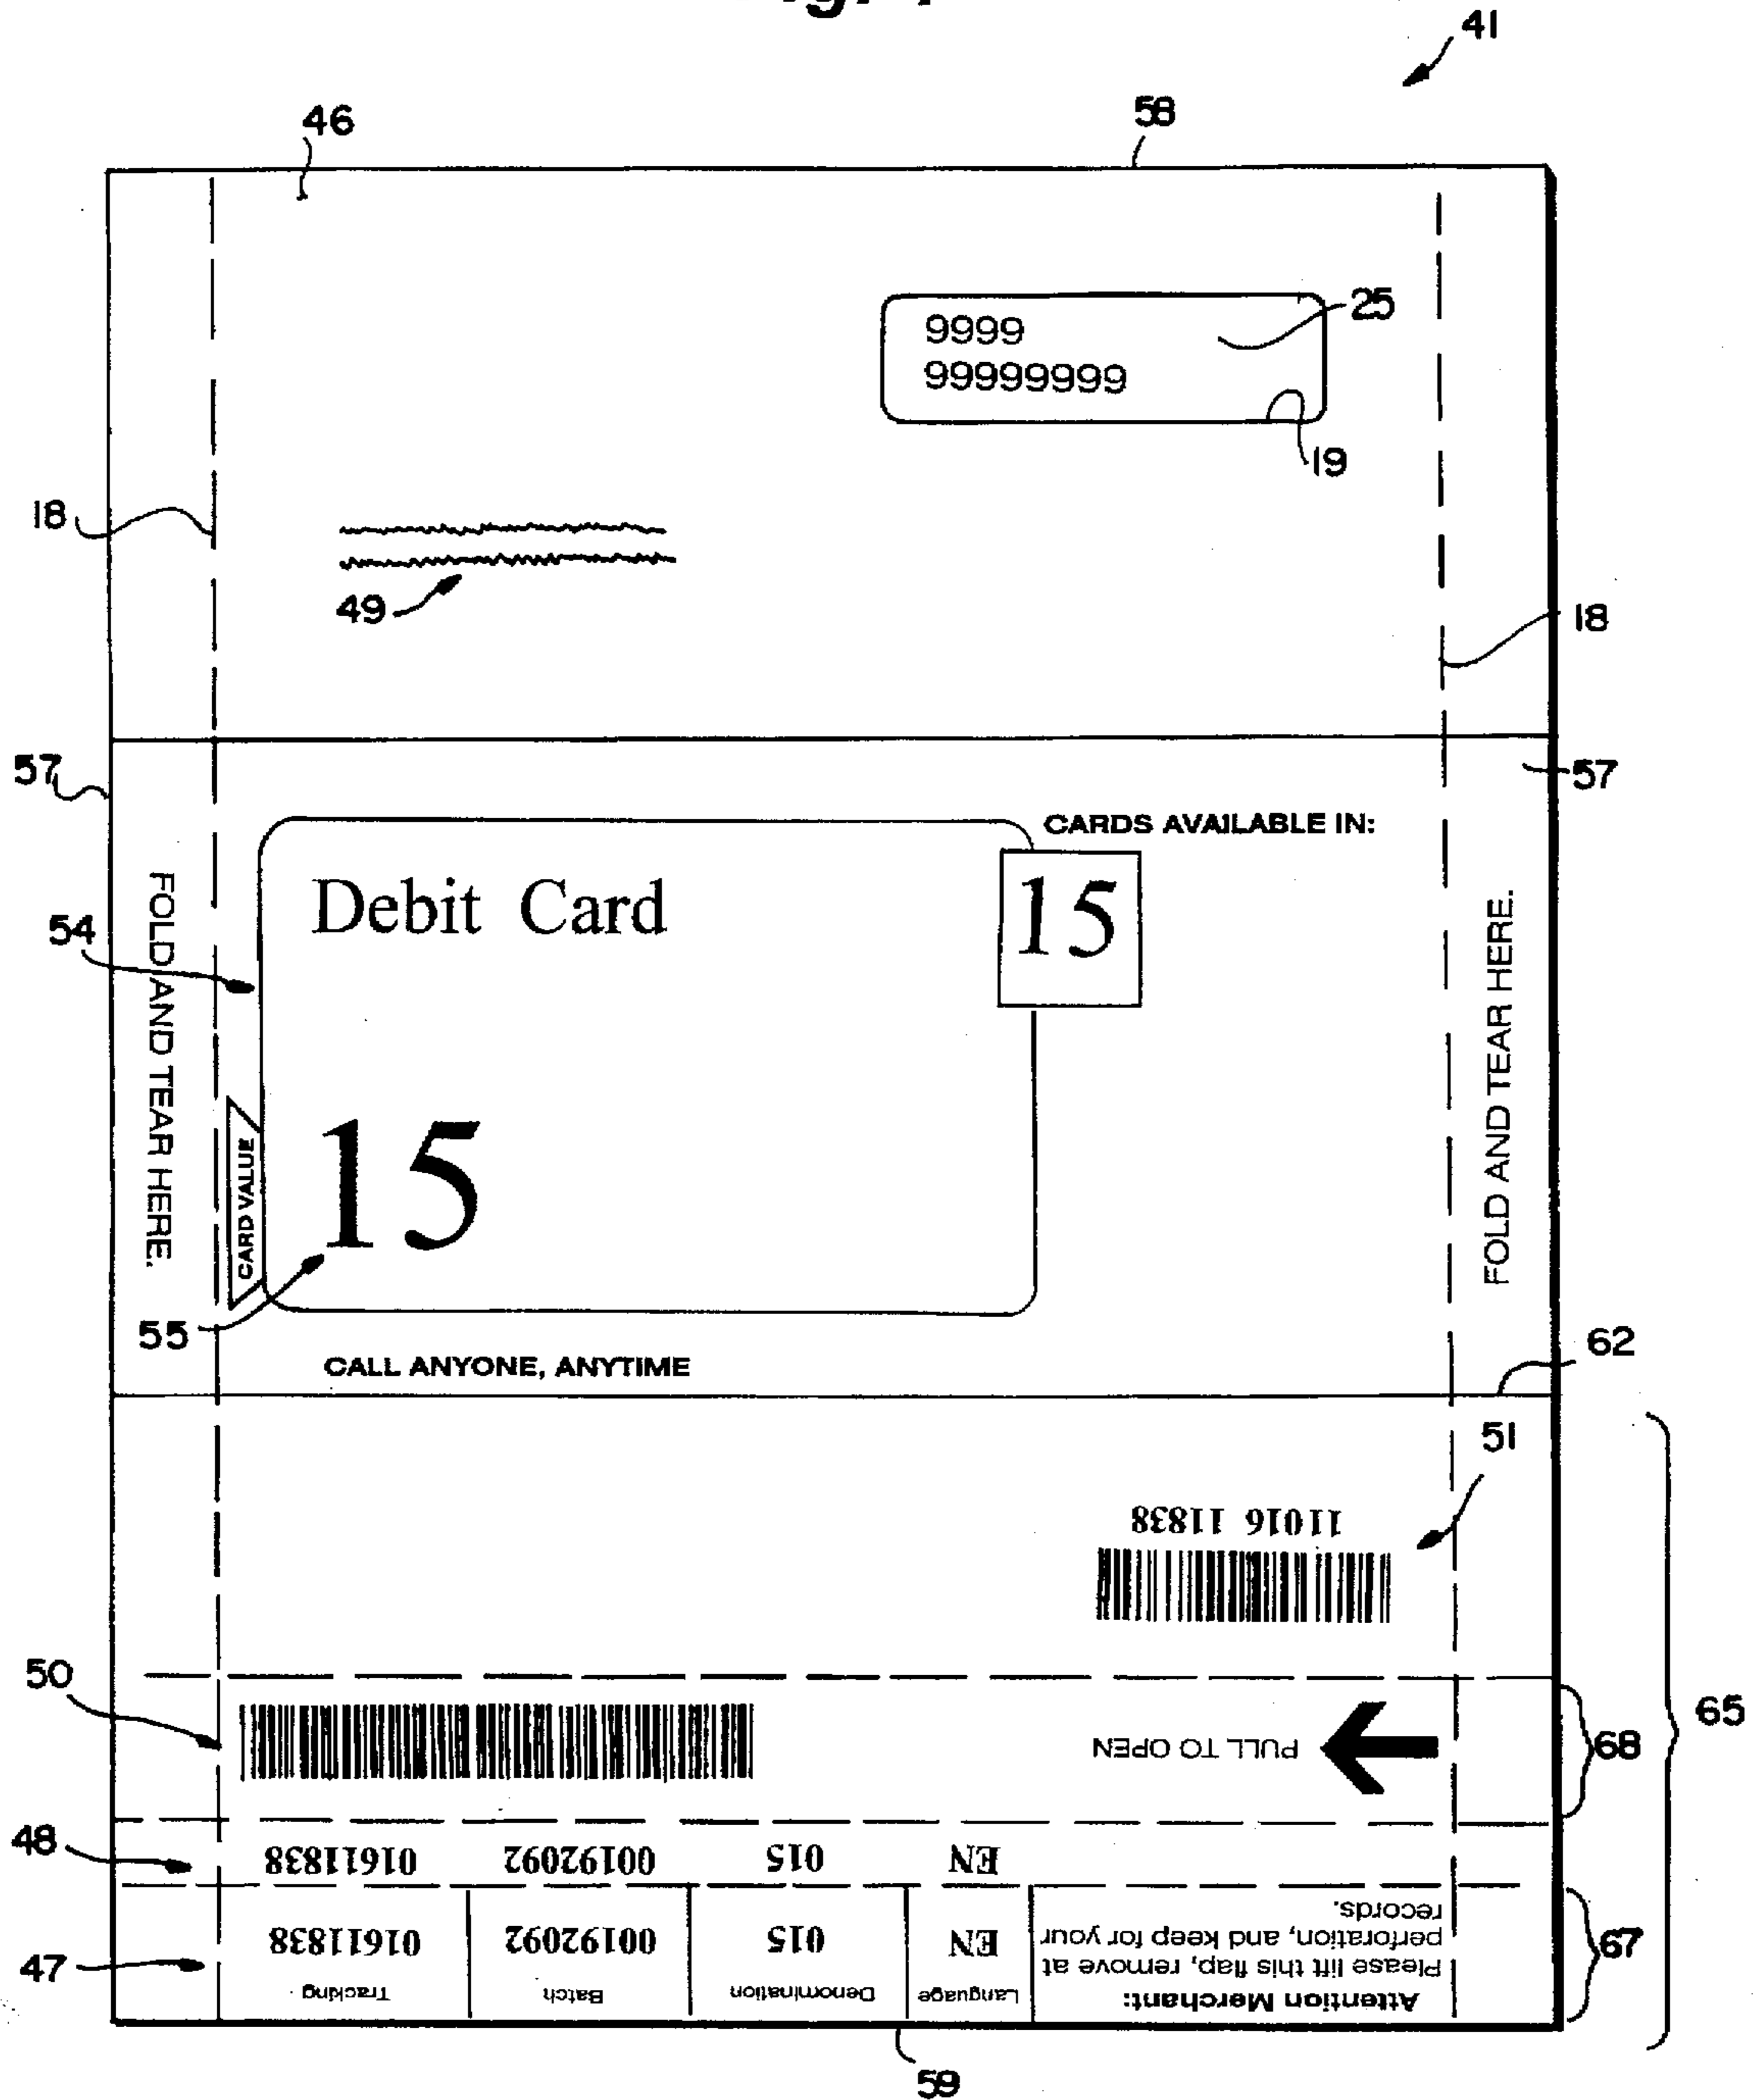 41
46
58
9999
99999999
25
19
18
49
18
57
57
CARDS AVAILABLE IN:
Debit Card
15
54
FOLD AND TEAR HERE.
FOLD AND TEAR HERE.
CARD VALUE
15
55
CALL ANYONE, ANYTIME
62
51
11016 11838
50
PULL TO OPEN
68
65
48
01611838 00192092 015 EN
47
01611838 00192092 015 EN
Tracking Batch Denomination Language
Attention Merchant:
Please lift this flap, remove at
perforation, and keep for your
records.
67
59